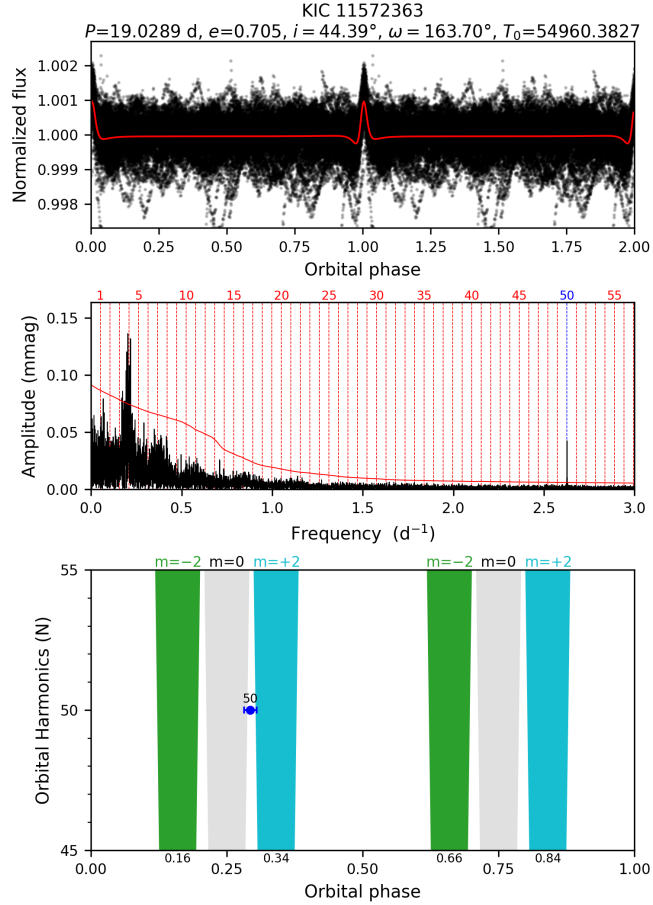 KIC 11572363
P=19.0289 d, e=0.705, i = 44.39°, ω = 163.70°, T₀=54960.3827
1.002
1.001
1.000
0.999
0.998
Normalized flux
0.00 0.25 0.50 0.75 1.00 1.25 1.50 1.75 2.00
Orbital phase
1 5 10 15 20 25 30 35 40 45 50 55
0.15
0.10
0.05
0.00
Amplitude (mmag)
0.0 0.5 1.0 1.5 2.0 2.5 3.0
Frequency (d⁻¹)
m=−2 m=0 m=+2 m=−2 m=0 m=+2
55
50
45
Orbital Harmonics (N)
50
0.16 0.34 0.66 0.84
0.00 0.25 0.50 0.75 1.00
Orbital phase